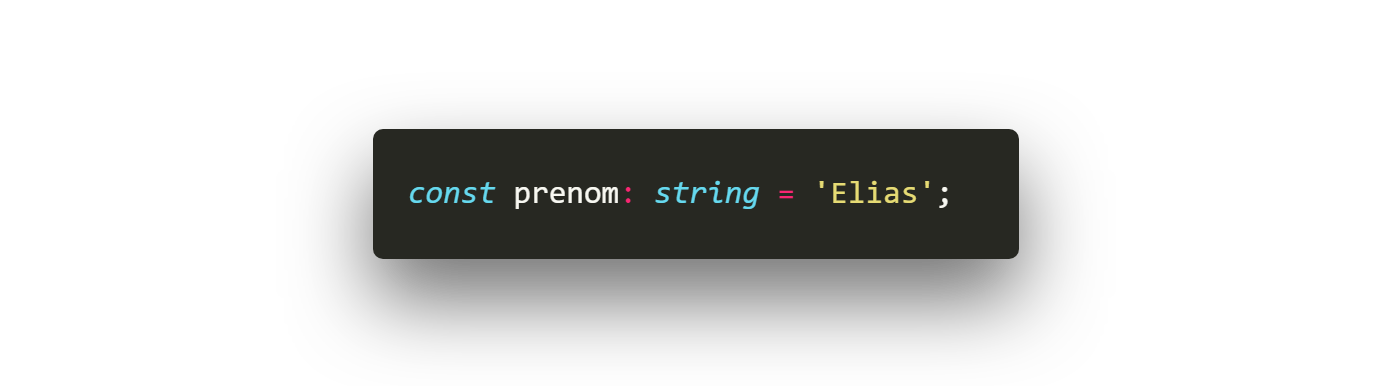 const prenom: string = 'Elias';